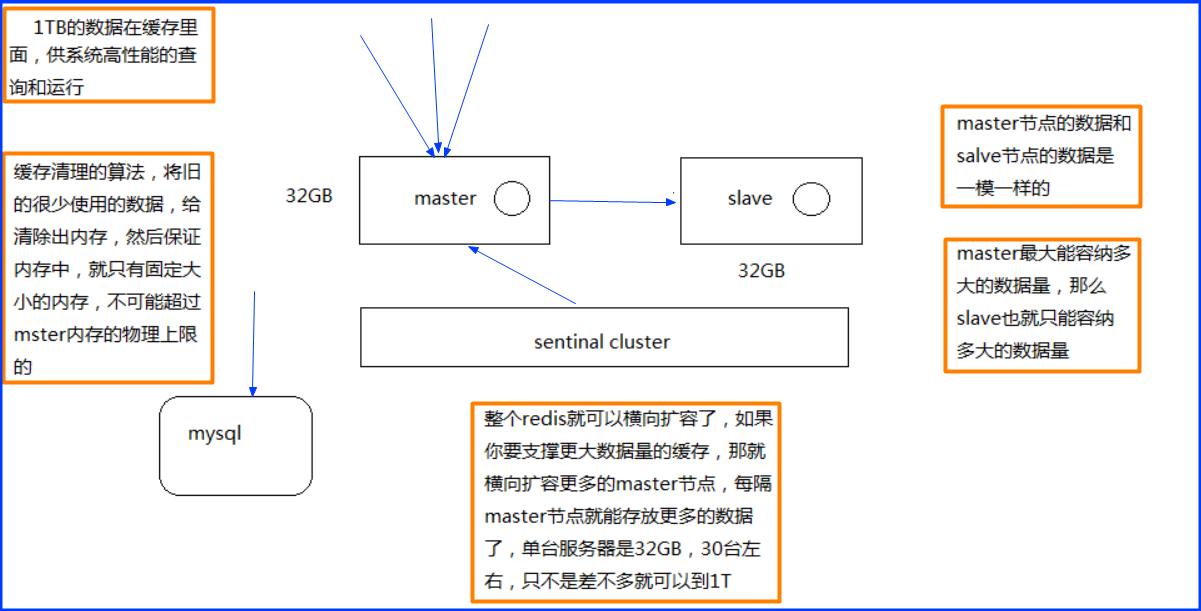 1TB的数据在缓存里
面，供系统高性能的查
询和运行
缓存清理的算法，将旧
的很少使用的数据，给
清除出内存，然后保证
内存中，就只有固定大
小的内存，不可能超过
mster内存的物理上限
的
32GB
master
slave
32GB
sentinal cluster
mysql
master节点的数据和
salve节点的数据是
一模一样的
master最大能容纳多
大的数据量，那么
slave也就只能容纳
多大的数据量
整个redis就可以横向扩容了，如果
你要支撑更大数据量的缓存，那就
横向扩容更多的master节点，每隔
master节点就能存放更多的数据
了，单台服务器是32GB，30台左
右，只不是差不多就可以到1T